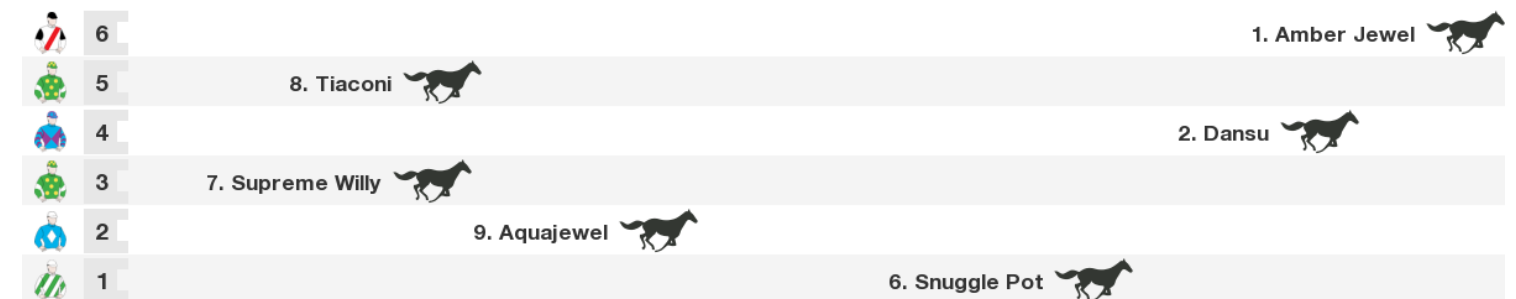 6 1. Amber Jewel
5 8. Tiaconi
4 2. Dansu
3 7. Supreme Willy
2 9. Aquajewel
1 6. Snuggle Pot